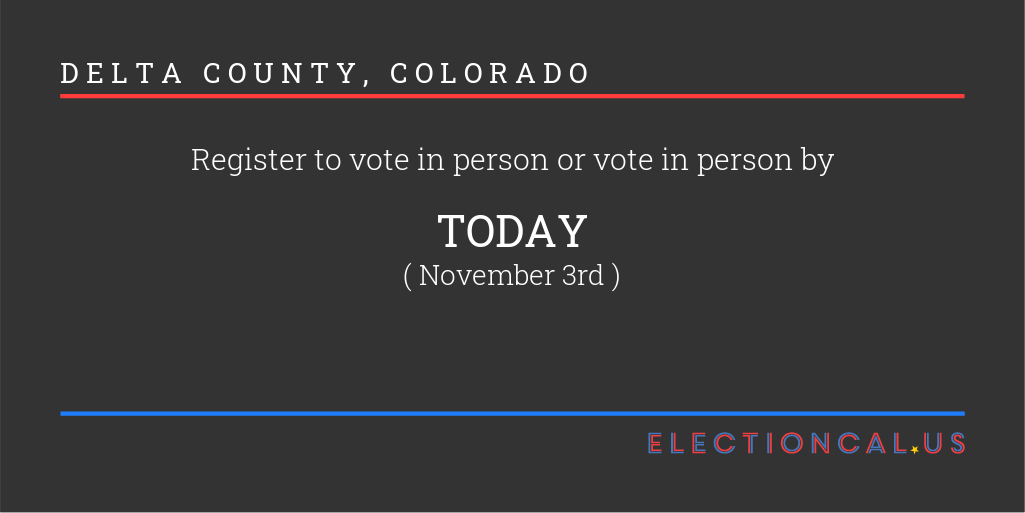 DELTA COUNTY, COLORADO
Register to vote in person or vote in person by
TODAY
( November 3rd )
ELECTIONCAL.US